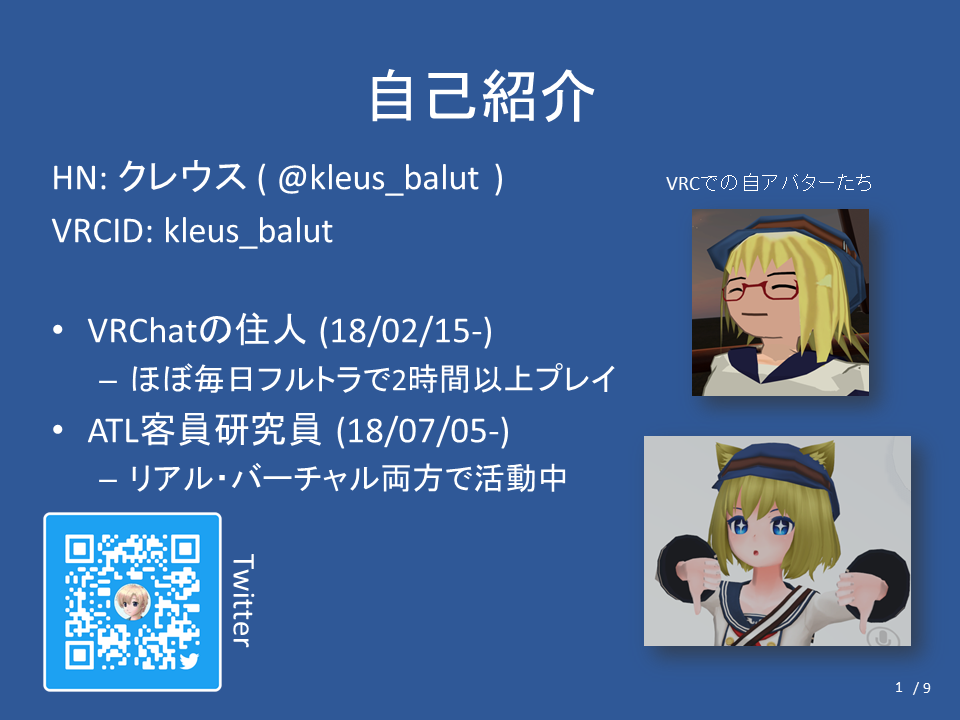 自己紹介
HN: クレウス ( @kleus_balut )
VRCID: kleus_balut
• VRChatの住人 (18/02/15-)
– ほぼ毎日フルトラで2時間以上プレイ
• ATL客員研究員 (18/07/05-)
– リアル・バーチャル両方で活動中
Twitter
VRCでの自アバターたち
1 / 9